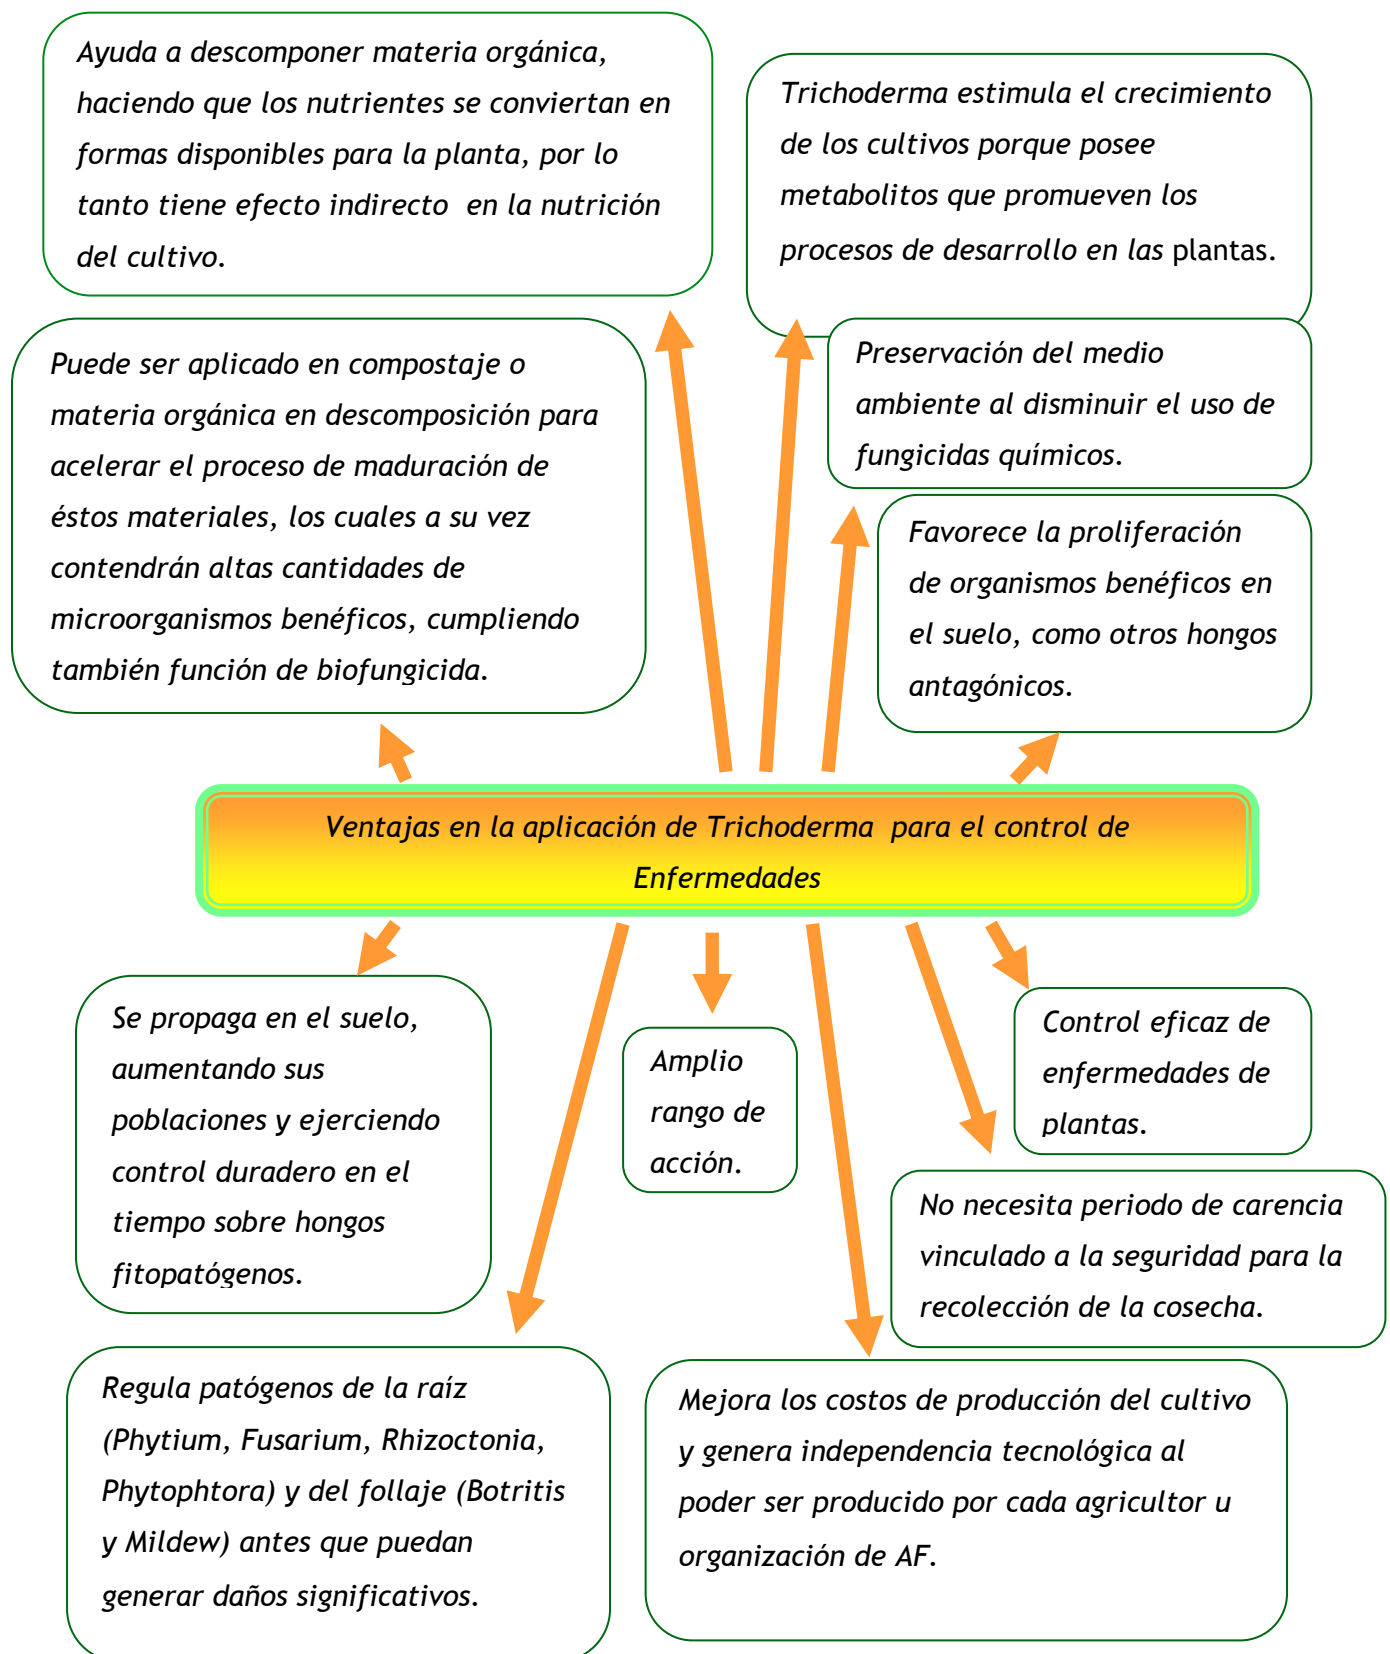 Ayuda a descomponer materia orgánica,
haciendo que los nutrientes se conviertan en
formas disponibles para la planta, por lo
tanto tiene efecto indirecto en la nutrición
del cultivo.
Trichoderma estimula el crecimiento
de los cultivos porque posee
metabolitos que promueven los
procesos de desarrollo en las plantas.
Puede ser aplicado en compostaje o
materia orgánica en descomposición para
acelerar el proceso de maduración de
éstos materiales, los cuales a su vez
contendrán altas cantidades de
microorganismos benéficos, cumpliendo
también función de biofungicida.
Preservación del medio
ambiente al disminuir el uso de
fungicidas químicos.
Favorece la proliferación
de organismos benéficos en
el suelo, como otros hongos
antagónicos.
Ventajas en la aplicación de Trichoderma para el control de
Enfermedades
Se propaga en el suelo,
aumentando sus
poblaciones y ejerciendo
control duradero en el
tiempo sobre hongos
fitopatógenos.
Amplio
rango de
acción.
Control eficaz de
enfermedades de
plantas.
No necesita periodo de carencia
vinculado a la seguridad para la
recolección de la cosecha.
Regula patógenos de la raíz
(Phytium, Fusarium, Rhizoctonia,
Phytophtora) y del follaje (Botritis
y Mildew) antes que puedan
generar daños significativos.
Mejora los costos de producción del cultivo
y genera independencia tecnológica al
poder ser producido por cada agricultor u
organización de AF.